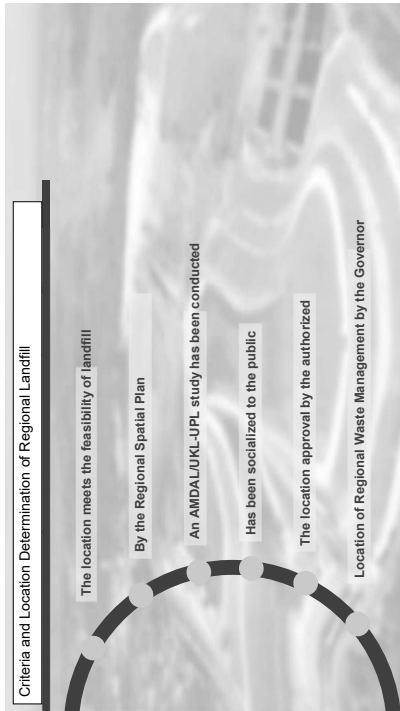 Criteria and Location Determination of Regional Landfill
The location meets the feasibility of landfill
By the Regional Spatial Plan
An AMDAL/UKL-UPL study has been conducted
Has been socialized to the public
The location approval by the authorized
Location of Regional Waste Management by the Governor